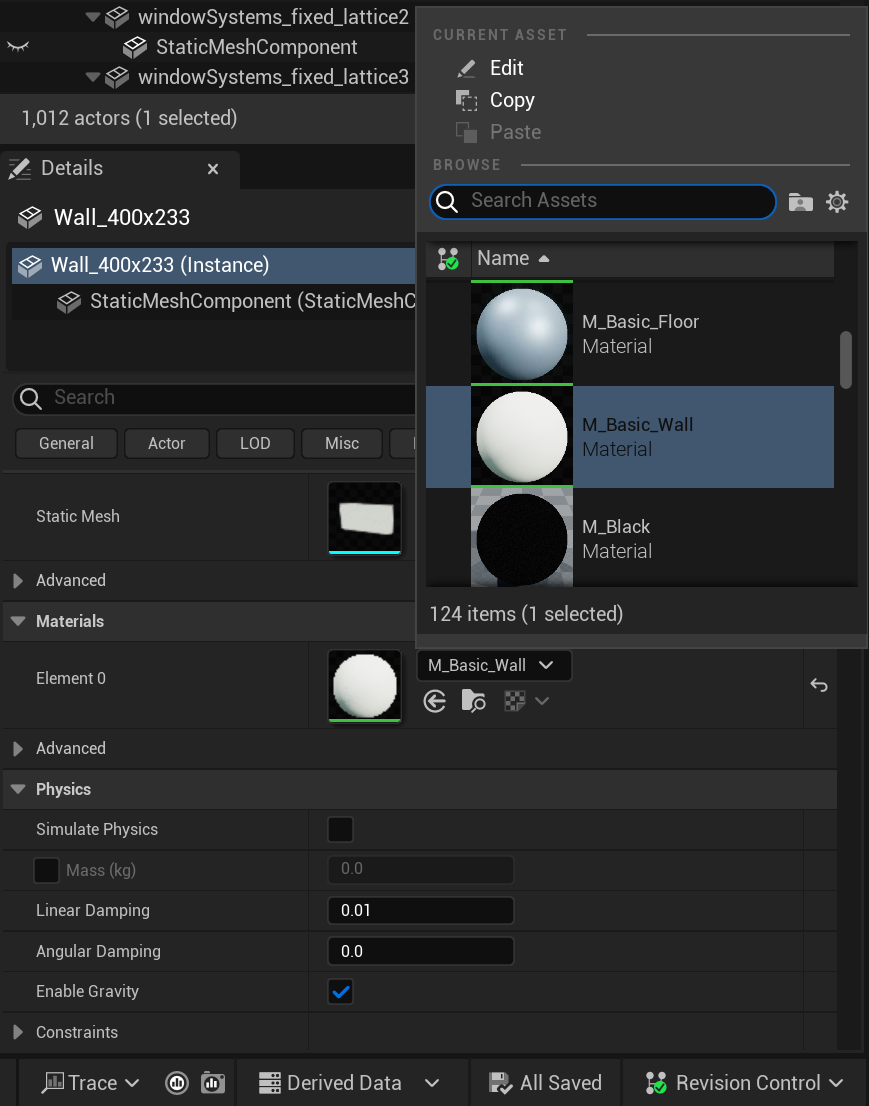 windowSystems_fixed_lattice2
StaticMeshComponent
windowSystems_fixed_lattice3
1,012 actors (1 selected)
Details
Wall_400x233
Wall_400x233 (Instance)
StaticMeshComponent (StaticMeshC
Search
General Actor LOD Misc
Static Mesh
Advanced
Materials
Element 0
M_Basic_Wall
Advanced
Physics
Simulate Physics
Mass (kg) 0.0
Linear Damping 0.01
Angular Damping 0.0
Enable Gravity
Constraints
CURRENT ASSET
Edit
Copy
Paste
BROWSE
Search Assets
Name
M_Basic_Floor
Material
M_Basic_Wall
Material
M_Black
Material
124 items (1 selected)
Trace Derived Data All Saved Revision Control